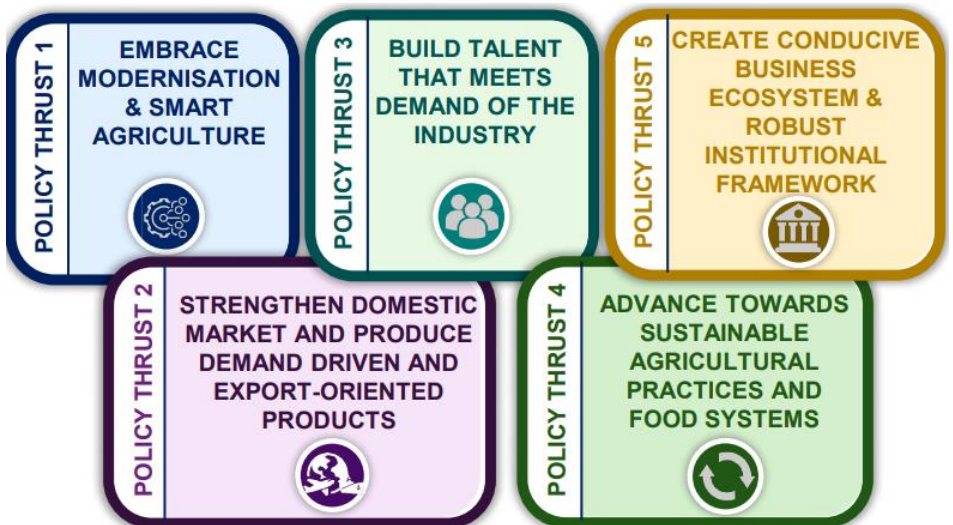 POLICY THRUST 1
EMBRACE
MODERNISATION
& SMART
AGRICULTURE
POLICY THRUST 2
STRENGTHEN DOMESTIC
MARKET AND PRODUCE
DEMAND DRIVEN AND
EXPORT-ORIENTED
PRODUCTS
POLICY THRUST 3
BUILD TALENT
THAT MEETS
DEMAND OF THE
INDUSTRY
POLICY THRUST 4
ADVANCE TOWARDS
SUSTAINABLE
AGRICULTURAL
PRACTICES AND
FOOD SYSTEMS
POLICY THRUST 5
CREATE CONDUCIVE
BUSINESS
ECOSYSTEM &
ROBUST
INSTITUTIONAL
FRAMEWORK